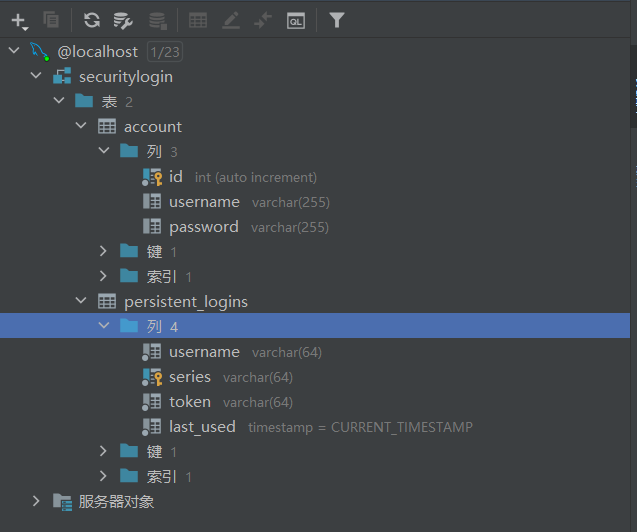 QL
@localhost 1/23
securitylogin
表 2
account
列 3
id int (auto increment)
username varchar(255)
password varchar(255)
键 1
索引 1
persistent_logins
列 4
username varchar(64)
series varchar(64)
token varchar(64)
last_used timestamp = CURRENT_TIMESTAMP
键 1
索引 1
服务器对象